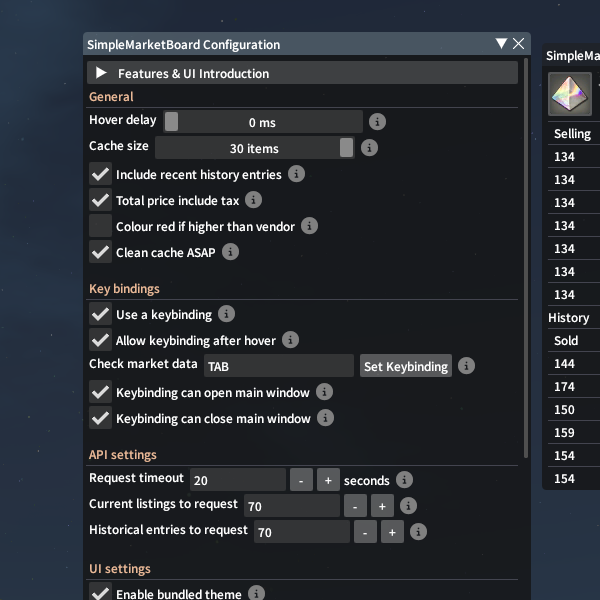 SimpleMarketBoard Configuration
Features & UI Introduction
General
Hover delay 0 ms
Cache size 30 items
Include recent history entries
Total price include tax
Colour red if higher than vendor
Clean cache ASAP
Key bindings
Use a keybinding
Allow keybinding after hover
Check market data TAB Set Keybinding
Keybinding can open main window
Keybinding can close main window
API settings
Request timeout 20 - + seconds
Current listings to request 70 - +
Historical entries to request 70 - +
UI settings
Enable bundled theme
SimpleMa
Selling
134
134
134
134
134
134
134
History
Sold
144
174
150
159
154
154